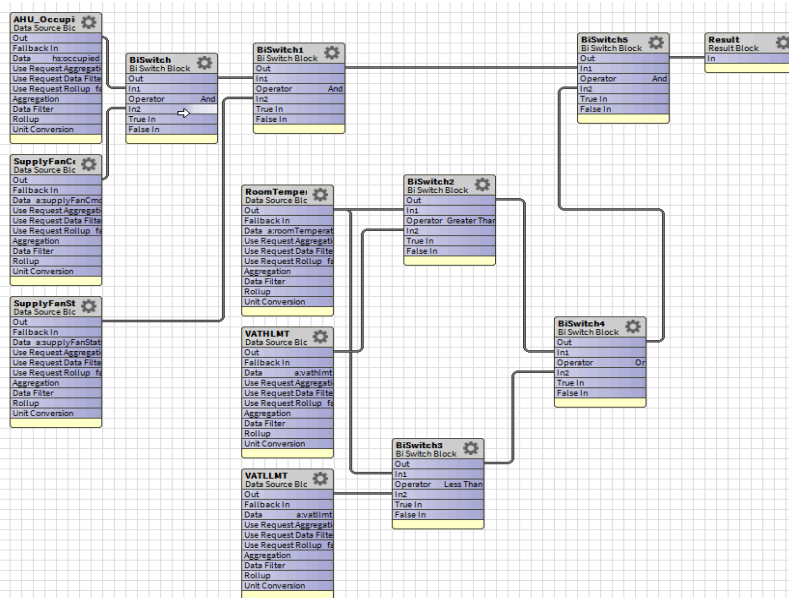 AHU_Occupi
Data Source Blc
Out
Fallback In
Data hs:occupied
Use Request Aggregati
Use Request Data Filte
Use Request Rollup fa
Aggregation
Data Filter
Rollup
Unit Conversion
SupplyFanCo
Data Source Blc
Out
Fallback In
Data a:supplyFanCmd
Use Request Aggregati
Use Request Data Filte
Use Request Rollup fa
Aggregation
Data Filter
Rollup
Unit Conversion
SupplyFanSt
Data Source Blc
Out
Fallback In
Data a:supplyFanStat
Use Request Aggregati
Use Request Data Filte
Use Request Rollup fa
Aggregation
Data Filter
Rollup
Unit Conversion
BiSwitch
Bi Switch Block
Out
In1
Operator And
In2
True In
False In
BiSwitch1
Bi Switch Block
Out
In1
Operator And
In2
True In
False In
RoomTemper
Data Source Blc
Out
Fallback In
Data a:roomTemperat
Use Request Aggregati
Use Request Data Filte
Use Request Rollup fa
Aggregation
Data Filter
Rollup
Unit Conversion
VATHLMT
Data Source Blc
Out
Fallback In
Data a:vathlmt
Use Request Aggregati
Use Request Data Filte
Use Request Rollup fa
Aggregation
Data Filter
Rollup
Unit Conversion
VATLLMT
Data Source Blc
Out
Fallback In
Data a:vatllmt
Use Request Aggregati
Use Request Data Filte
Use Request Rollup fa
Aggregation
Data Filter
Rollup
Unit Conversion
BiSwitch2
Bi Switch Block
Out
In1
Operator Greater Than
In2
True In
False In
BiSwitch3
Bi Switch Block
Out
In1
Operator Less Than
In2
True In
False In
BiSwitch4
Bi Switch Block
Out
In1
Operator Or
In2
True In
False In
BiSwitch5
Bi Switch Block
Out
In1
Operator And
In2
True In
False In
Result
Result Block
In